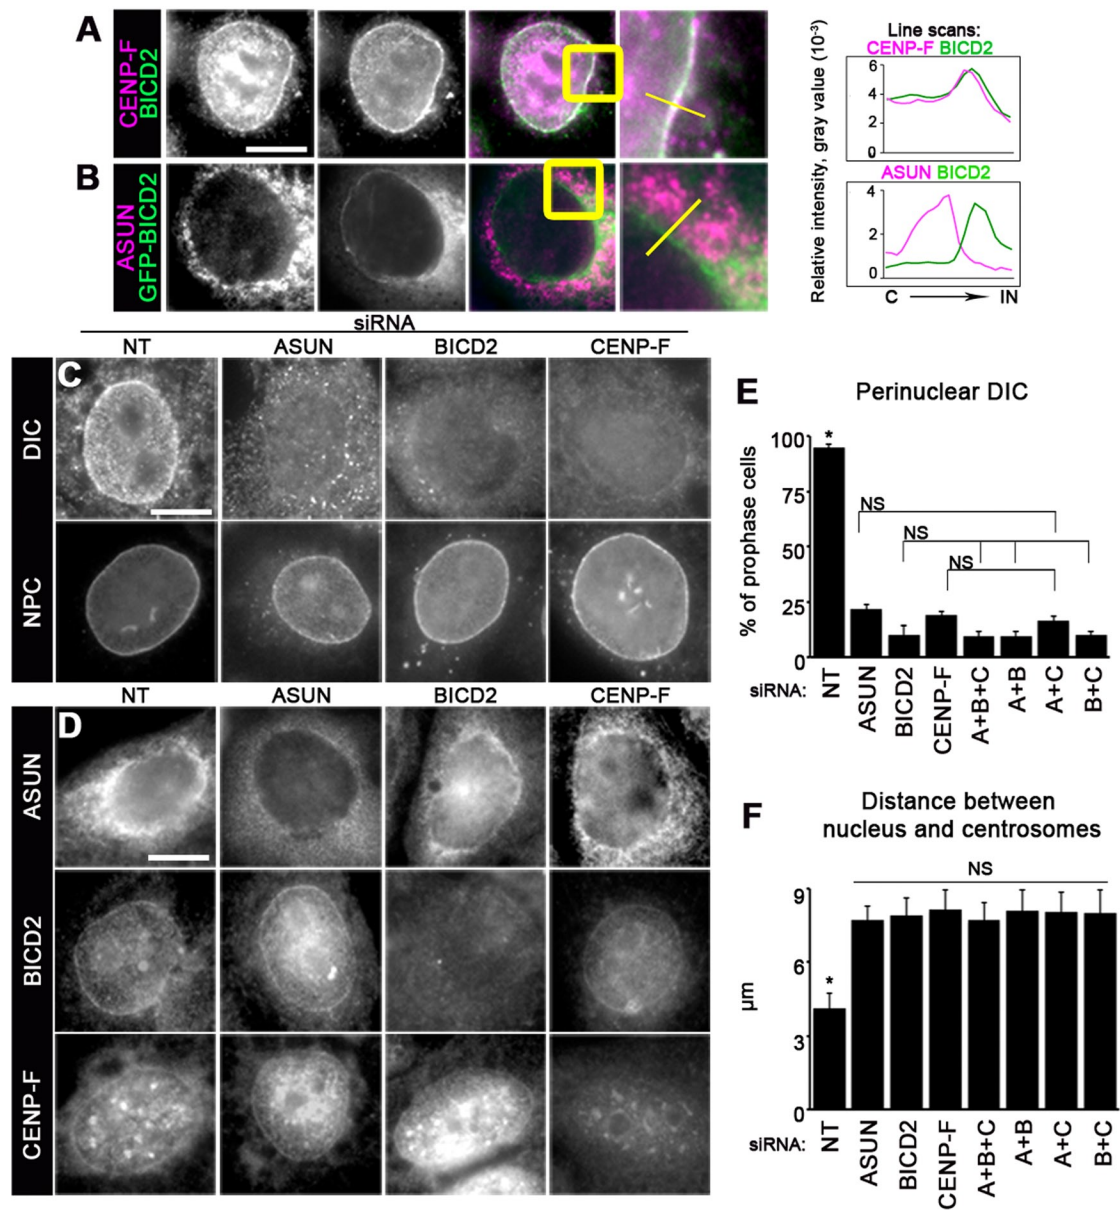 A
CENP-F
BICD2
B
ASUN
GFP-BICD2
Line scans:
CENP-F BICD2
6
4
2
0
ASUN BICD2
4
2
0
C IN
Relative intensity, gray value (10⁻³)
siRNA
NT ASUN BICD2 CENP-F
C
DIC
NPC
NT ASUN BICD2 CENP-F
D
ASUN
BICD2
CENP-F
E
Perinuclear DIC
% of prophase cells
100
75
50
25
0
*
NS
NS
NS
siRNA: NT ASUN BICD2 CENP-F A+B+C A+B A+C B+C
F
Distance between
nucleus and centrosomes
NS
µm
9
6
3
0
*
siRNA: NT ASUN BICD2 CENP-F A+B+C A+B A+C B+C